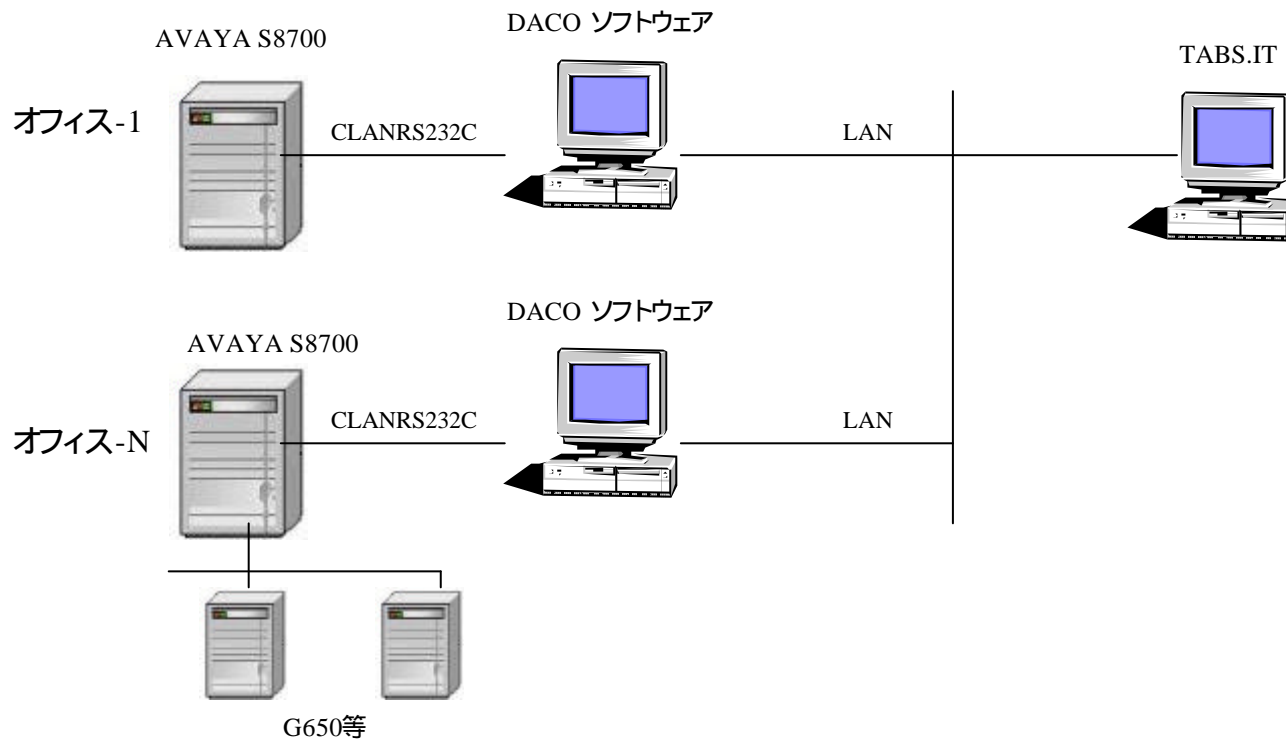 AVAYA S8700
DACO ソフトウェア
TABS.IT
オフィス-1
CLANRS232C
LAN
DACO ソフトウェア
AVAYA S8700
オフィス-N
CLANRS232C
LAN
G650等